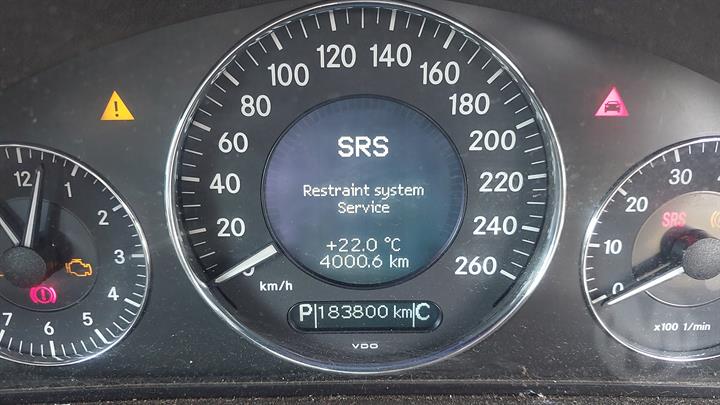 SRS
Restraint system
Service
+22.0 °C
4000.6 km
0
20
40
60
80
100
120
140
160
180
200
220
240
260
km/h
P 183800 km C
VDO
12
1
2
3
4
5
6
7
0
10
20
30
40
SRS
x100 1/min